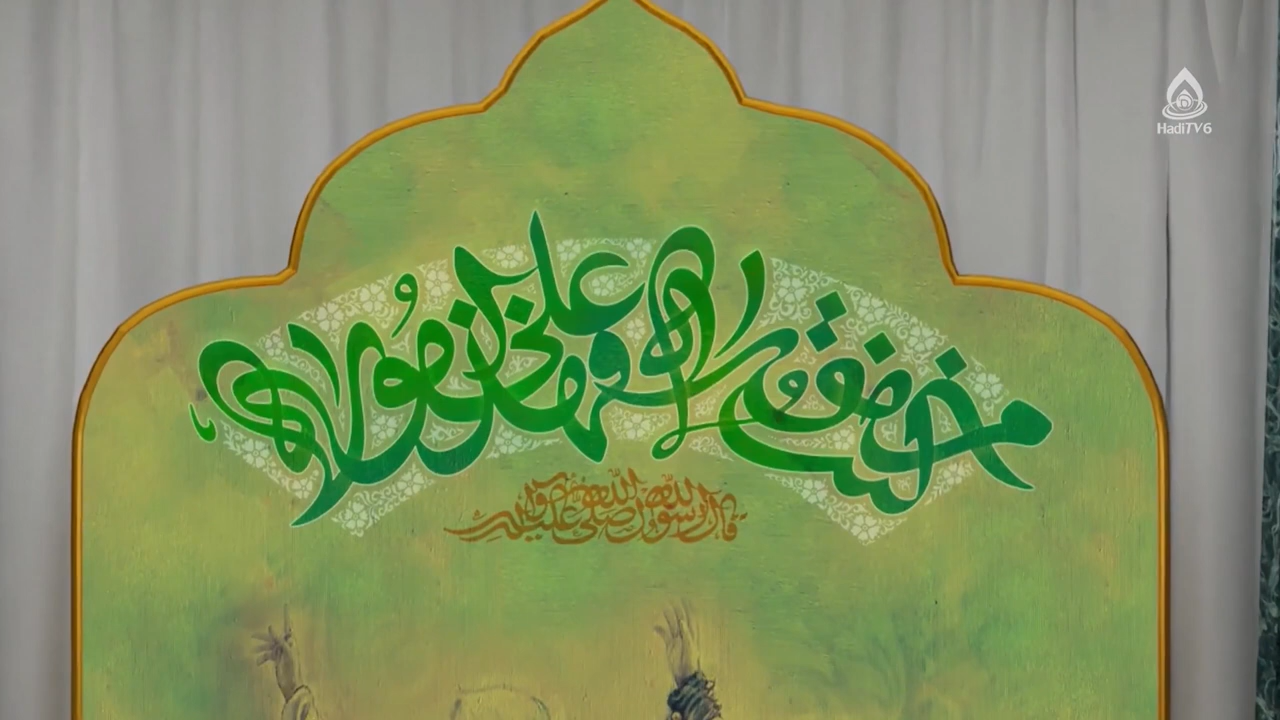 من كنت مولاه فهذا علي مولاه
قال رسول الله صلى الله عليه وآله
HadiTV6